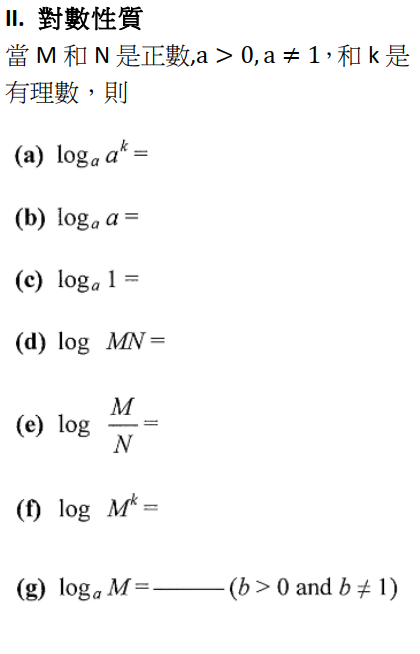 II. 對數性質
當 M 和 N 是正數,a > 0, a ≠ 1，和 k 是
有理數，則
(a) logₐ aᵏ =
(b) logₐ a =
(c) logₐ 1 =
(d) log MN =
(e) log M/N =
(f) log Mᵏ =
(g) logₐ M = ——— (b > 0 and b ≠ 1)